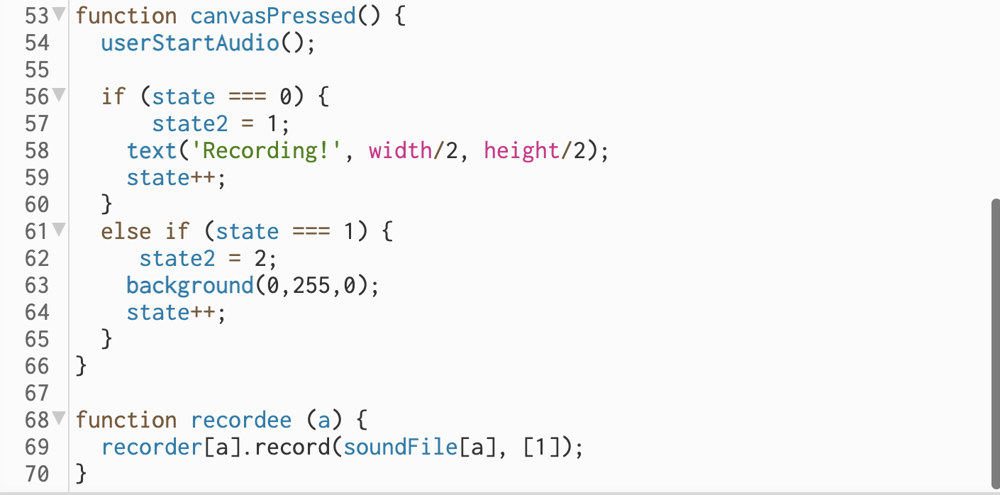 53 function canvasPressed() {
54   userStartAudio();
55
56   if (state === 0) {
57       state2 = 1;
58     text('Recording!', width/2, height/2);
59     state++;
60   }
61   else if (state === 1) {
62      state2 = 2;
63     background(0,255,0);
64     state++;
65   }
66 }
67
68 function recordee (a) {
69   recorder[a].record(soundFile[a], [1]);
70 }